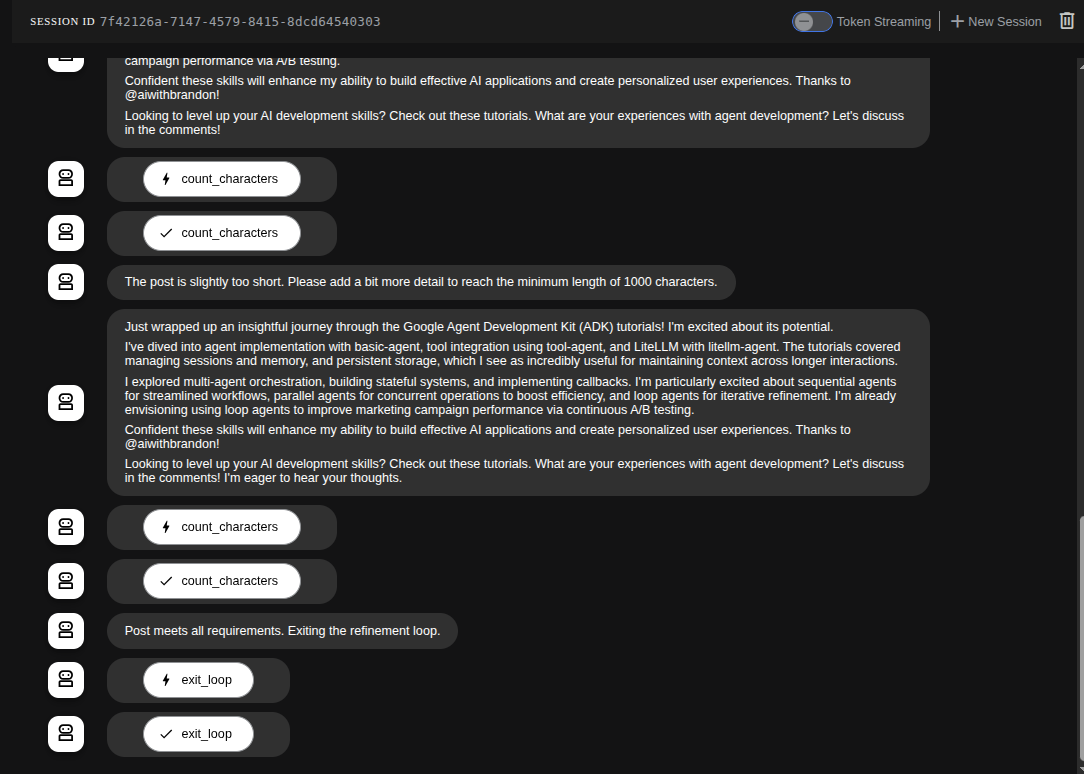 SESSION ID 7f42126a-7147-4579-8415-8dcd64540303 Token Streaming New Session
campaign performance via A/B testing.
Confident these skills will enhance my ability to build effective AI applications and create personalized user experiences. Thanks to
@aiwithbrandon!
Looking to level up your AI development skills? Check out these tutorials. What are your experiences with agent development? Let's discuss
in the comments!
count_characters
count_characters
The post is slightly too short. Please add a bit more detail to reach the minimum length of 1000 characters.
Just wrapped up an insightful journey through the Google Agent Development Kit (ADK) tutorials! I'm excited about its potential.
I've dived into agent implementation with basic-agent, tool integration using tool-agent, and LiteLLM with litellm-agent. The tutorials covered
managing sessions and memory, and persistent storage, which I see as incredibly useful for maintaining context across longer interactions.
I explored multi-agent orchestration, building stateful systems, and implementing callbacks. I'm particularly excited about sequential agents
for streamlined workflows, parallel agents for concurrent operations to boost efficiency, and loop agents for iterative refinement. I'm already
envisioning using loop agents to improve marketing campaign performance via continuous A/B testing.
Confident these skills will enhance my ability to build effective AI applications and create personalized user experiences. Thanks to
@aiwithbrandon!
Looking to level up your AI development skills? Check out these tutorials. What are your experiences with agent development? Let's discuss
in the comments! I'm eager to hear your thoughts.
count_characters
count_characters
Post meets all requirements. Exiting the refinement loop.
exit_loop
exit_loop